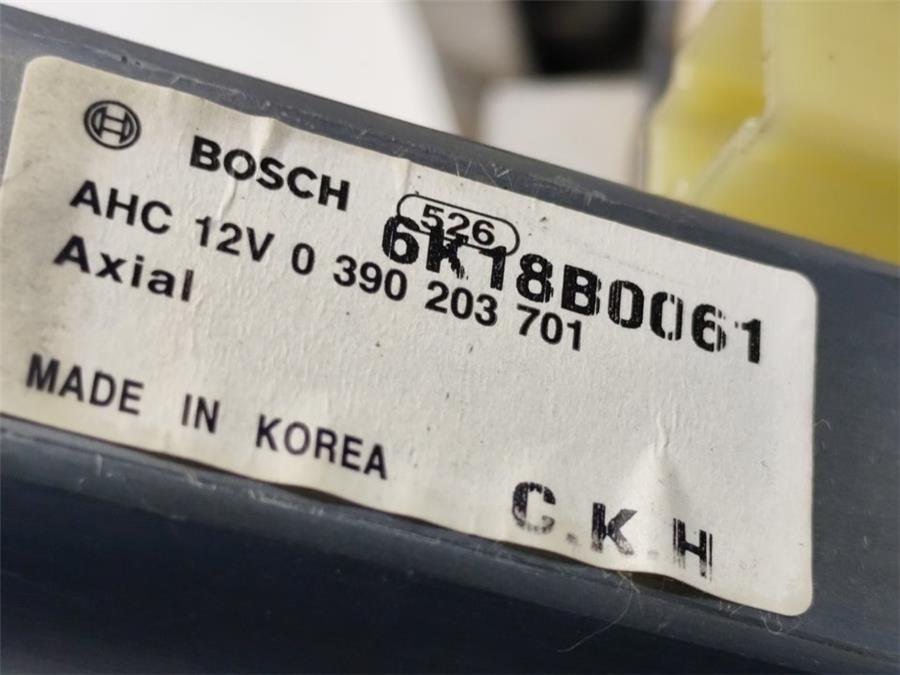 BOSCH
526
6K18B0061
AHC 12V 0 390 203 701
Axial
MADE IN KOREA
C.K.H